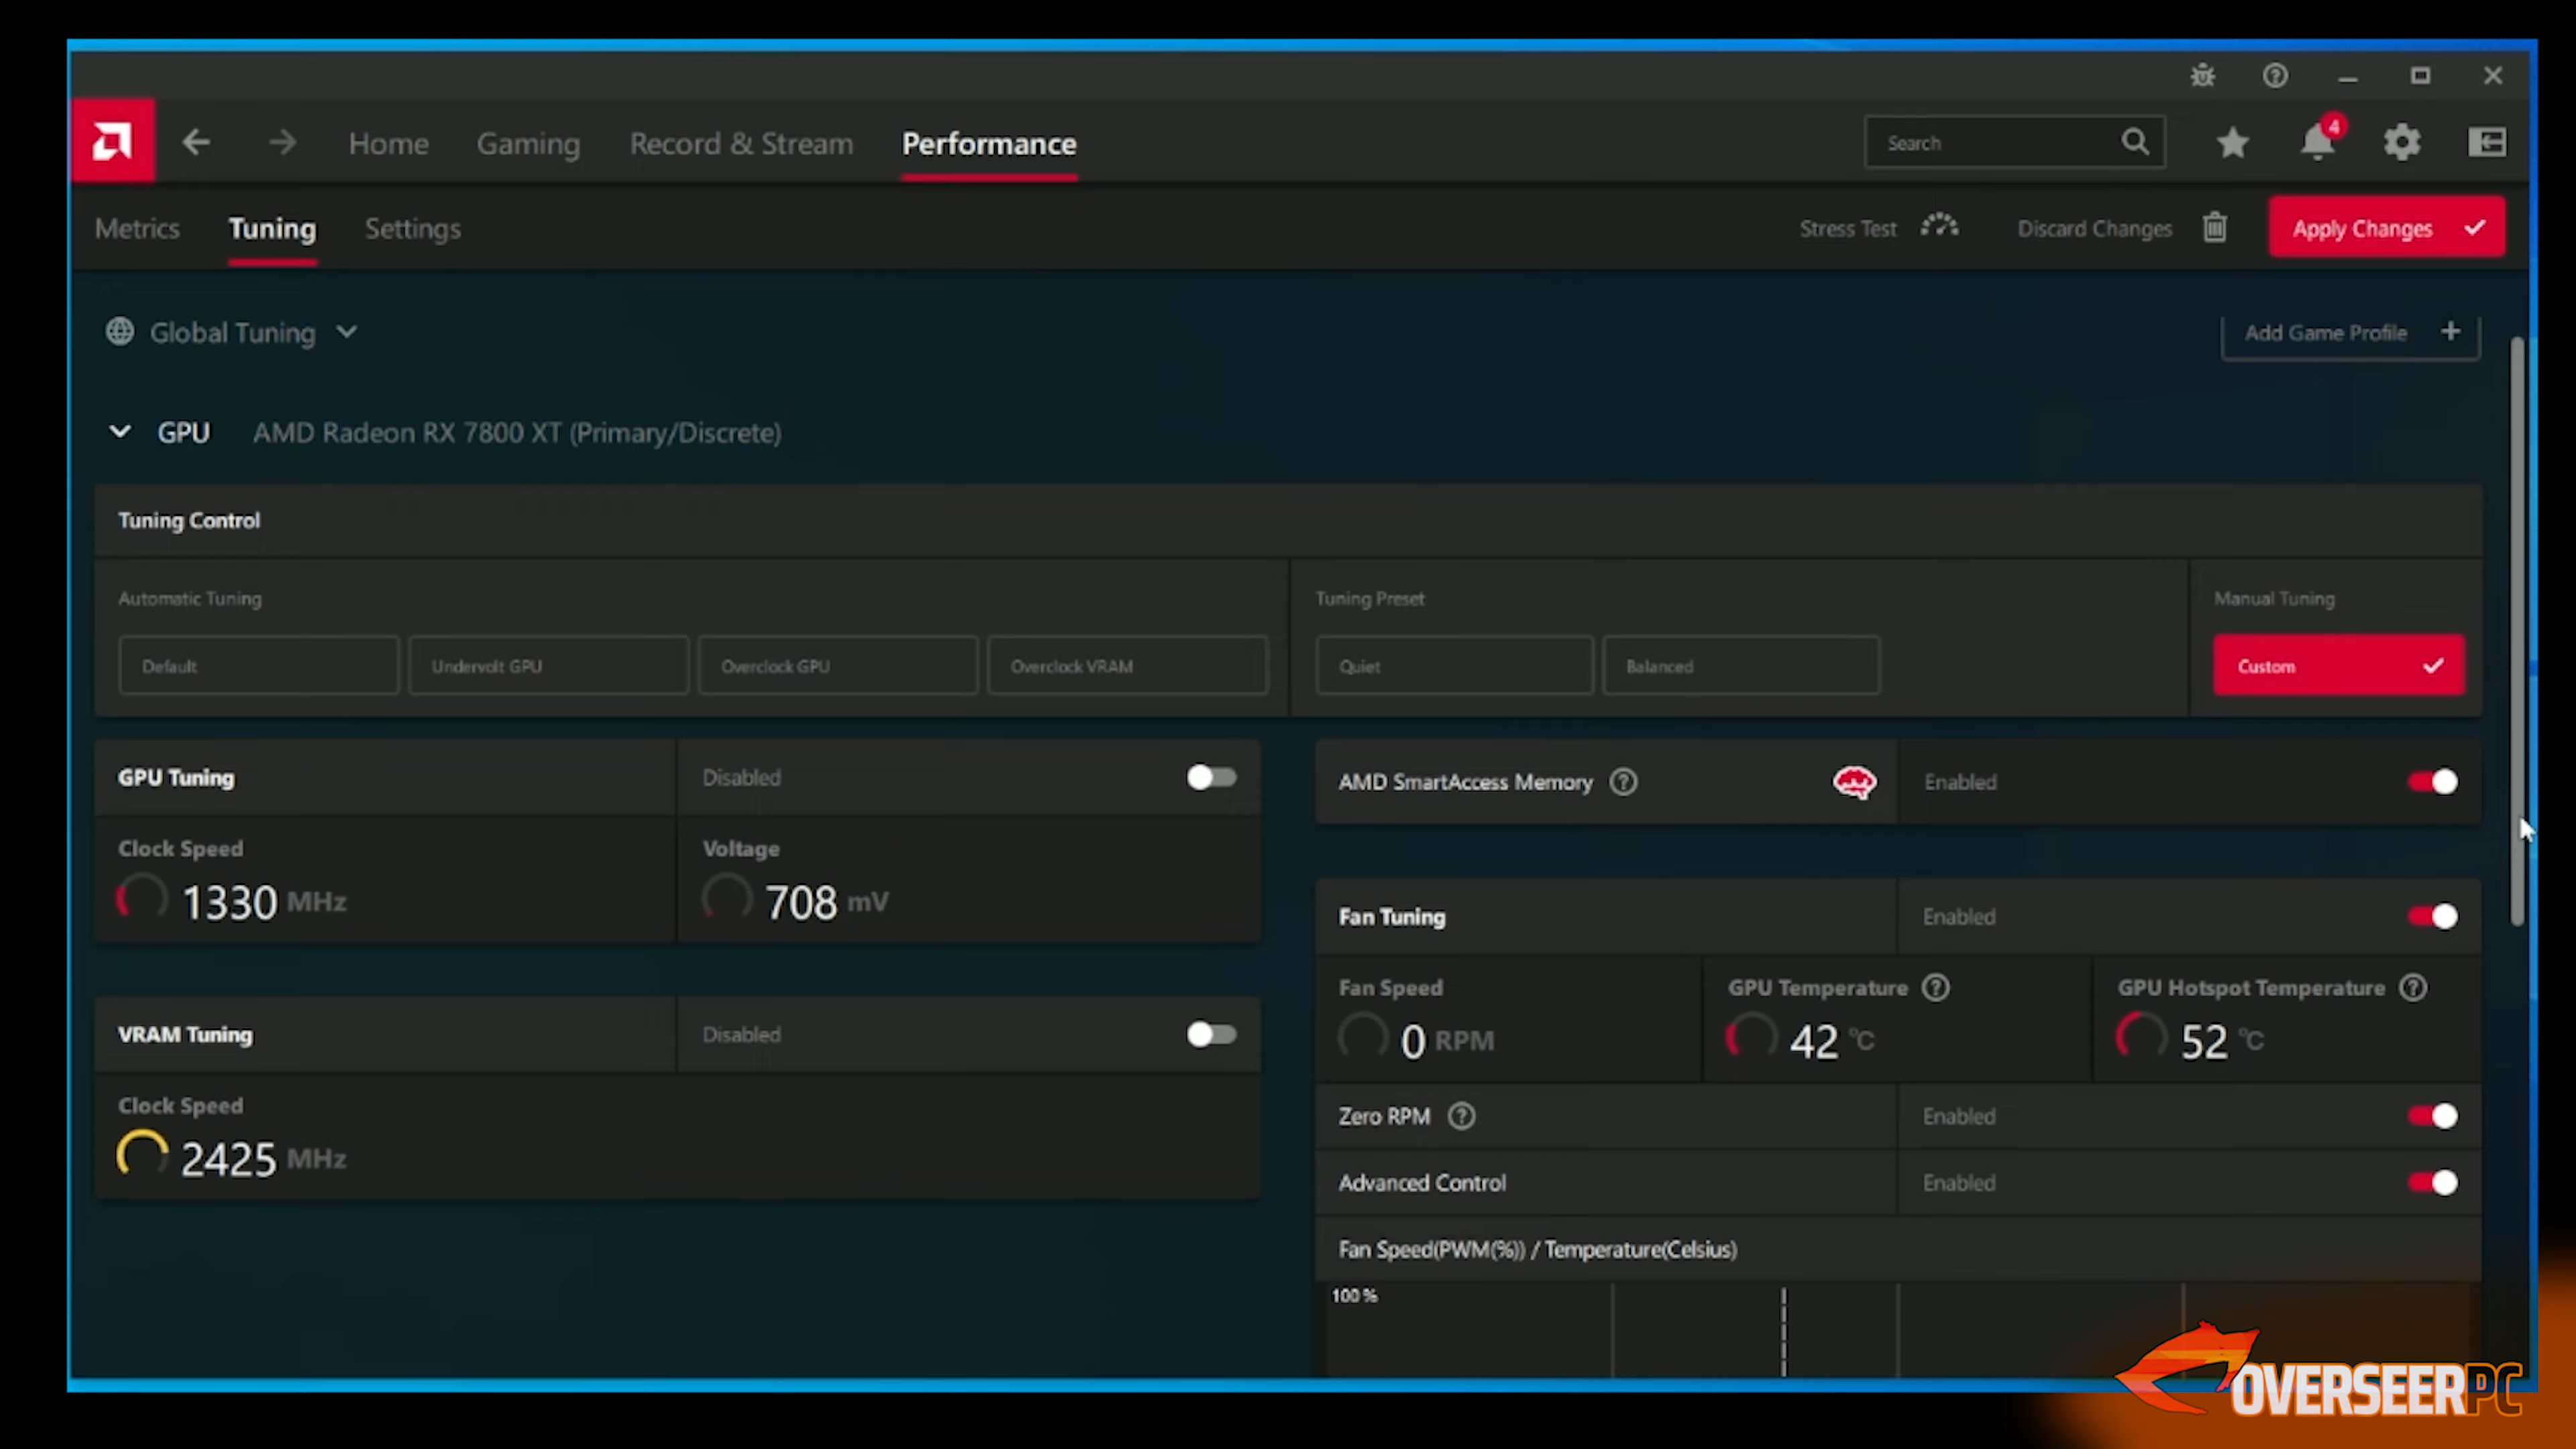 Home Gaming Record & Stream Performance Search 4
Metrics Tuning Settings Stress Test Discard Changes Apply Changes
Global Tuning Add Game Profile +
GPU AMD Radeon RX 7800 XT (Primary/Discrete)
Tuning Control
Automatic Tuning Tuning Preset Manual Tuning
Default Undervolt GPU Overclock GPU Overclock VRAM Quiet Balanced Custom
GPU Tuning Disabled
Clock Speed Voltage
1330 MHz 708 mV
VRAM Tuning Disabled
Clock Speed
2425 MHz
AMD SmartAccess Memory ? Enabled
Fan Tuning Enabled
Fan Speed GPU Temperature ? GPU Hotspot Temperature ?
0 RPM 42 °C 52 °C
Zero RPM ? Enabled
Advanced Control Enabled
Fan Speed(PWM(%)) / Temperature(Celsius)
100 %
OVERSEERPC